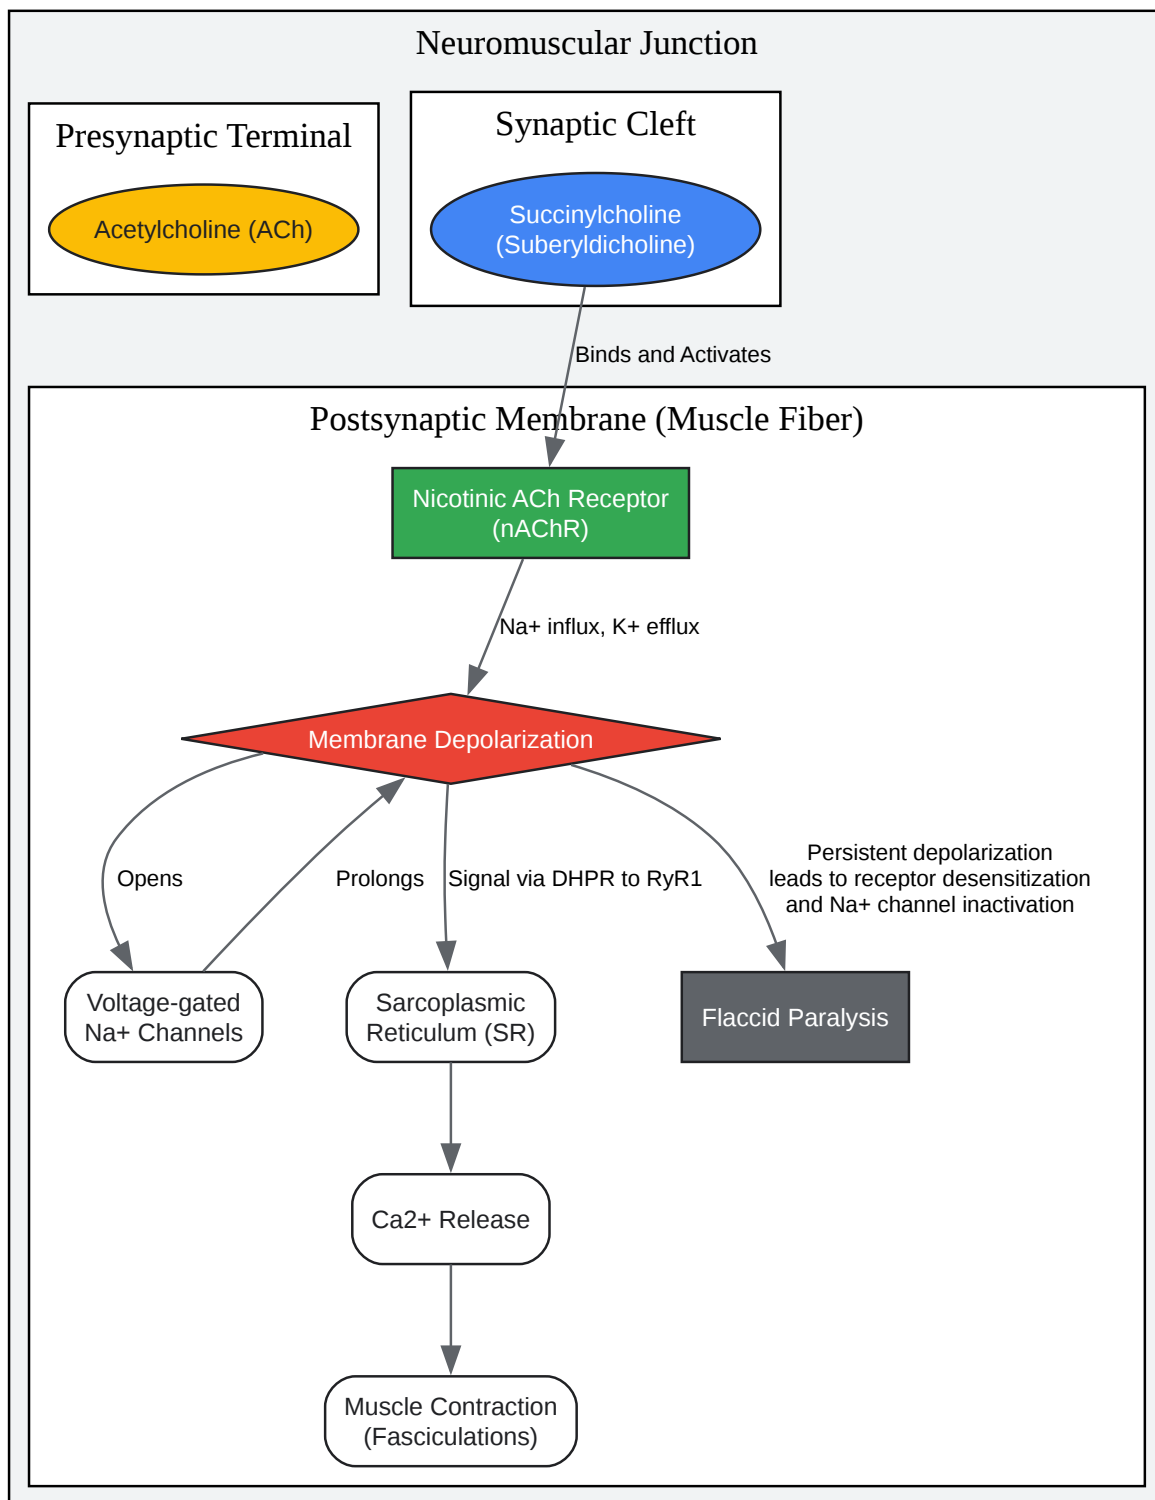 Neuromuscular Junction
Presynaptic Terminal
Acetylcholine (ACh)
Synaptic Cleft
Succinylcholine
(Suberyldicholine)
Binds and Activates
Postsynaptic Membrane (Muscle Fiber)
Nicotinic ACh Receptor
(nAChR)
Na+ influx, K+ efflux
Membrane Depolarization
Opens
Prolongs
Signal via DHPR to RyR1
Persistent depolarization
leads to receptor desensitization
and Na+ channel inactivation
Voltage-gated
Na+ Channels
Sarcoplasmic
Reticulum (SR)
Flaccid Paralysis
Ca2+ Release
Muscle Contraction
(Fasciculations)